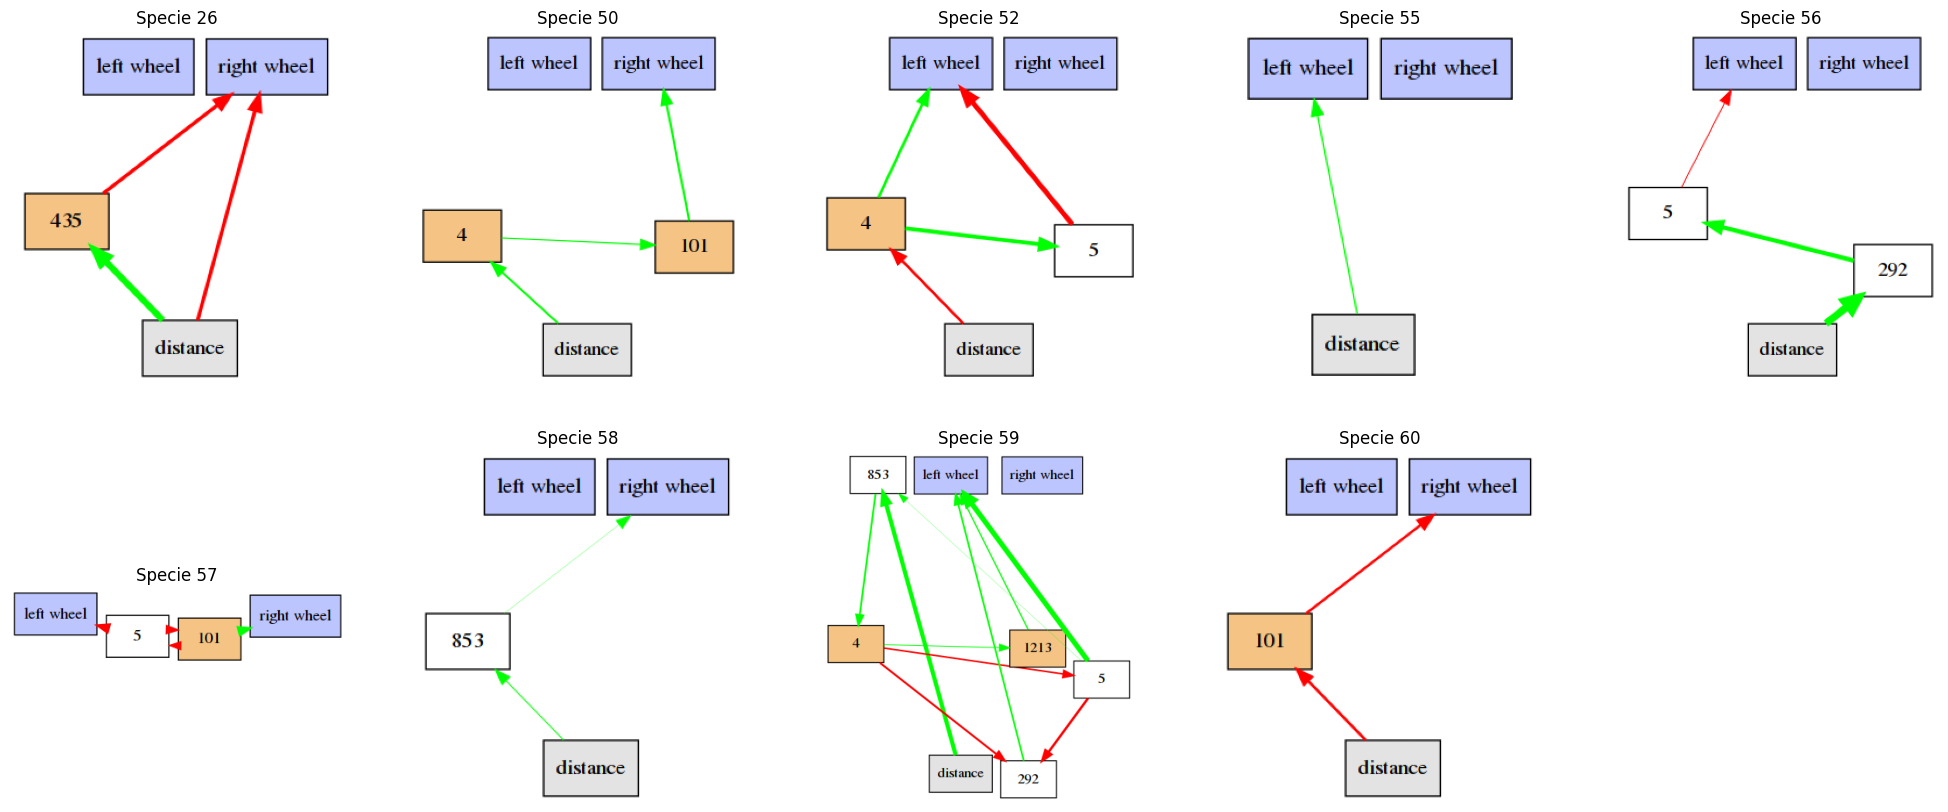 Specie 26
left wheel
right wheel
435
distance
Specie 50
left wheel
right wheel
4
101
distance
Specie 52
left wheel
right wheel
4
5
distance
Specie 55
left wheel
right wheel
distance
Specie 56
left wheel
right wheel
5
292
distance
Specie 57
left wheel
5
101
right wheel
Specie 58
left wheel
right wheel
853
distance
Specie 59
853
left wheel
right wheel
4
1213
5
distance
292
Specie 60
left wheel
right wheel
101
distance